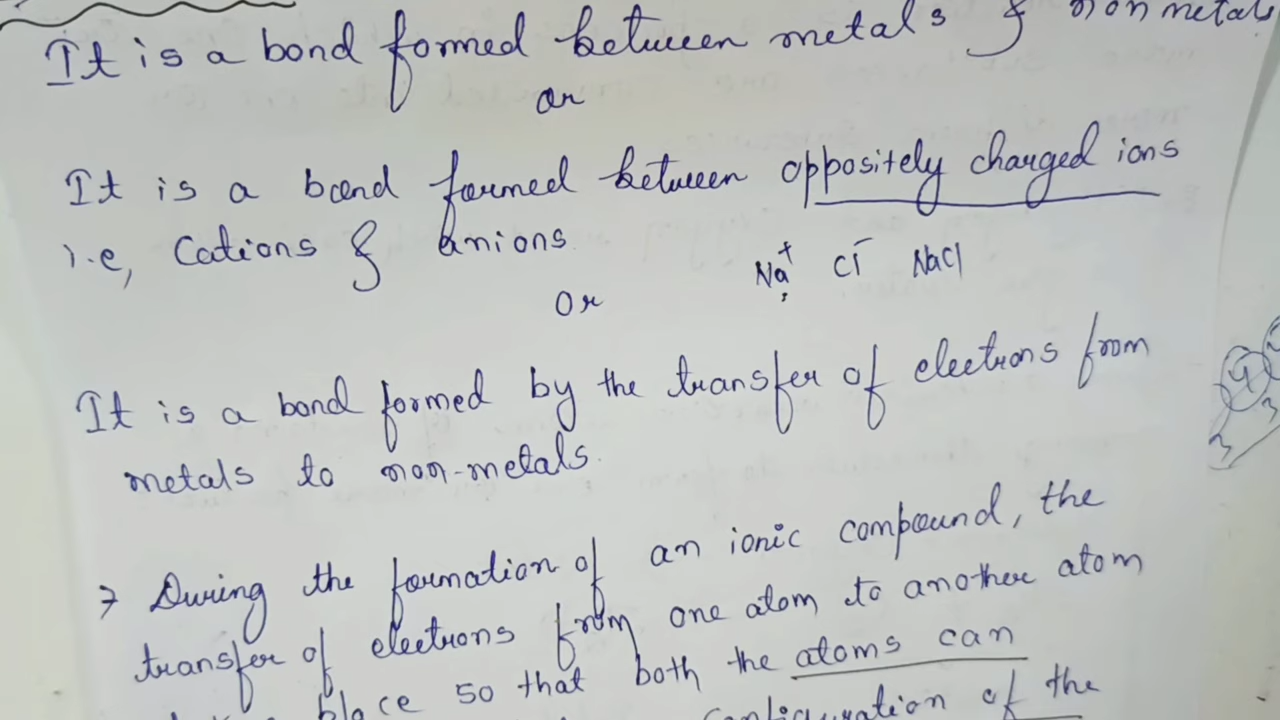 It is a bond formed between metals & non metals
or
It is a bond formed between oppositely charged ions
i.e, Cations & anions
Na⁺ Cl⁻ NaCl
Or
It is a bond formed by the transfer of electrons from
metals to non-metals.
→ During the formation of an ionic compound, the
transfer of electrons from one atom to another atom
place so that both the atoms can
configuration of the